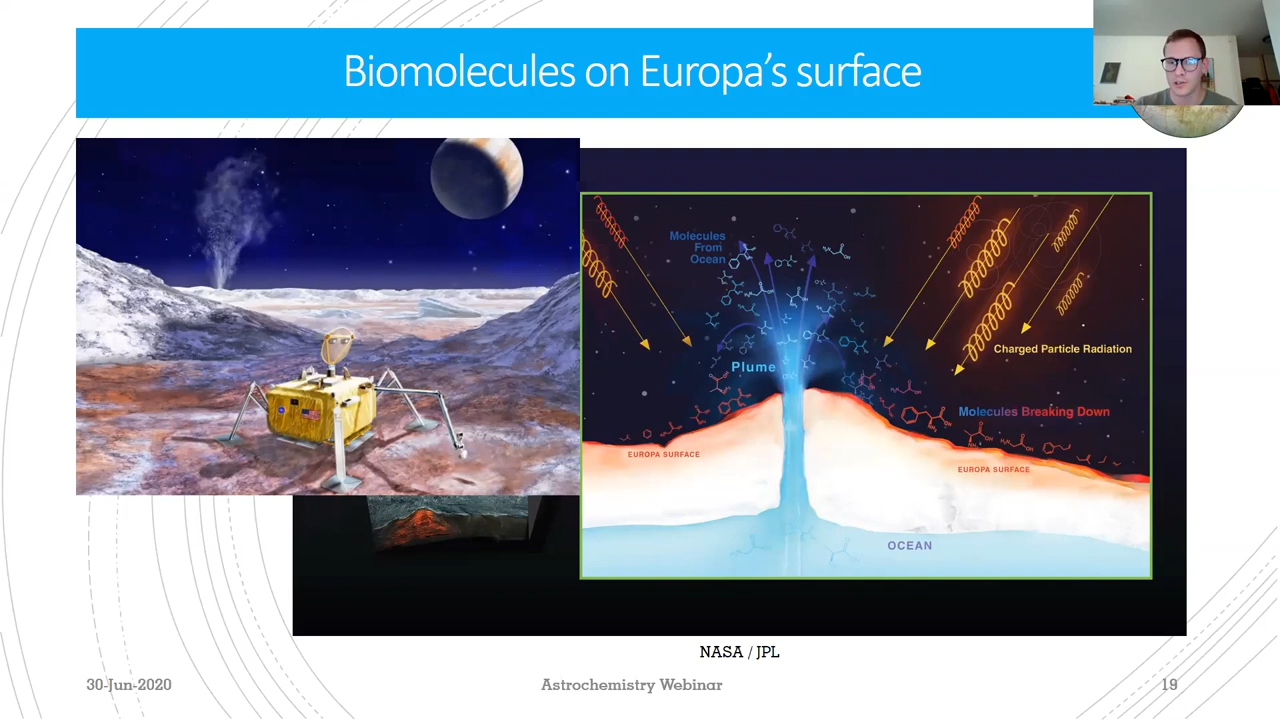 Biomolecules on Europa's surface
Molecules
From
Ocean
Plume
Charged Particle Radiation
Molecules Breaking Down
EUROPA SURFACE
EUROPA SURFACE
OCEAN
NASA / JPL
30-Jun-2020
Astrochemistry Webinar
19